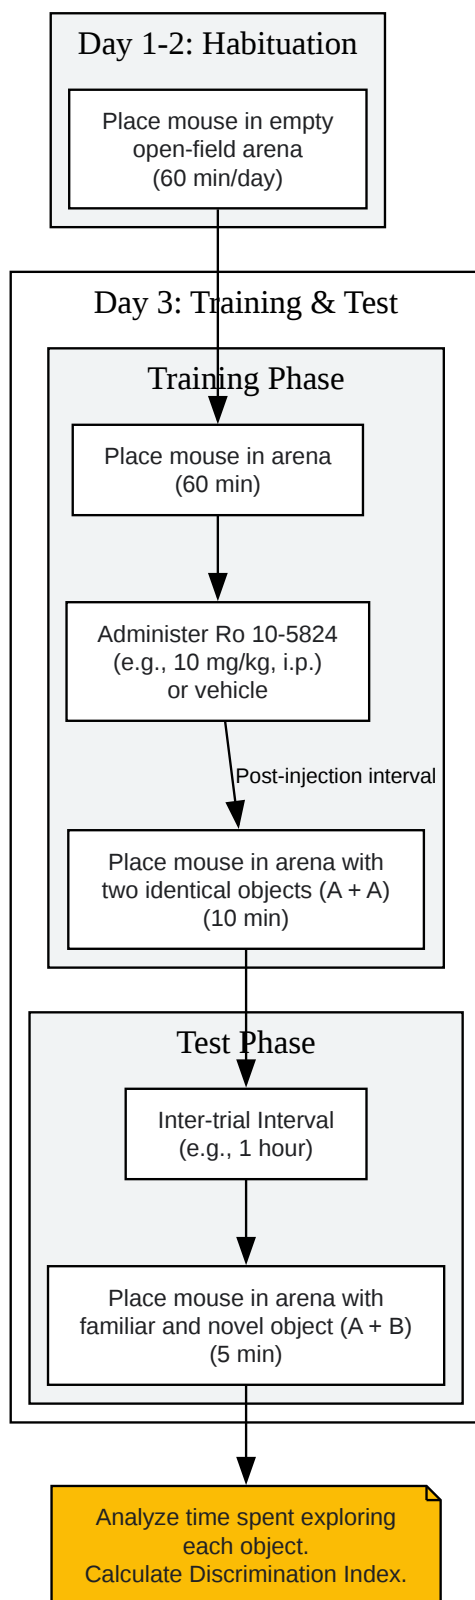 Day 1-2: Habituation
Place mouse in empty
open-field arena
(60 min/day)
Day 3: Training & Test
Training Phase
Place mouse in arena
(60 min)
Administer Ro 10-5824
(e.g., 10 mg/kg, i.p.)
or vehicle
Post-injection interval
Place mouse in arena with
two identical objects (A + A)
(10 min)
Test Phase
Inter-trial Interval
(e.g., 1 hour)
Place mouse in arena with
familiar and novel object (A + B)
(5 min)
Analyze time spent exploring
each object.
Calculate Discrimination Index.